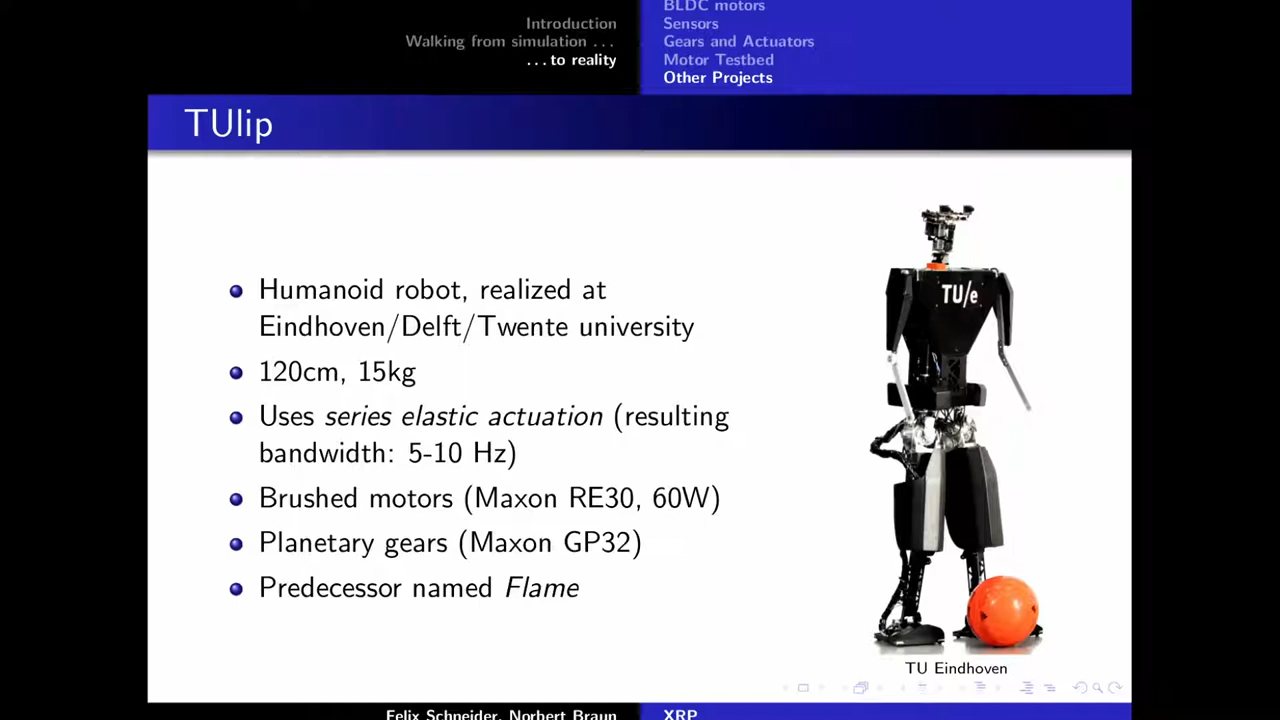 Introduction
Walking from simulation ...
... to reality
BLDC motors
Sensors
Gears and Actuators
Motor Testbed
Other Projects
TUlip
Humanoid robot, realized at
Eindhoven/Delft/Twente university
120cm, 15kg
Uses series elastic actuation (resulting
bandwidth: 5-10 Hz)
Brushed motors (Maxon RE30, 60W)
Planetary gears (Maxon GP32)
Predecessor named Flame
TU/e
TU Eindhoven
Felix Schneider, Norbert Braun
XRP